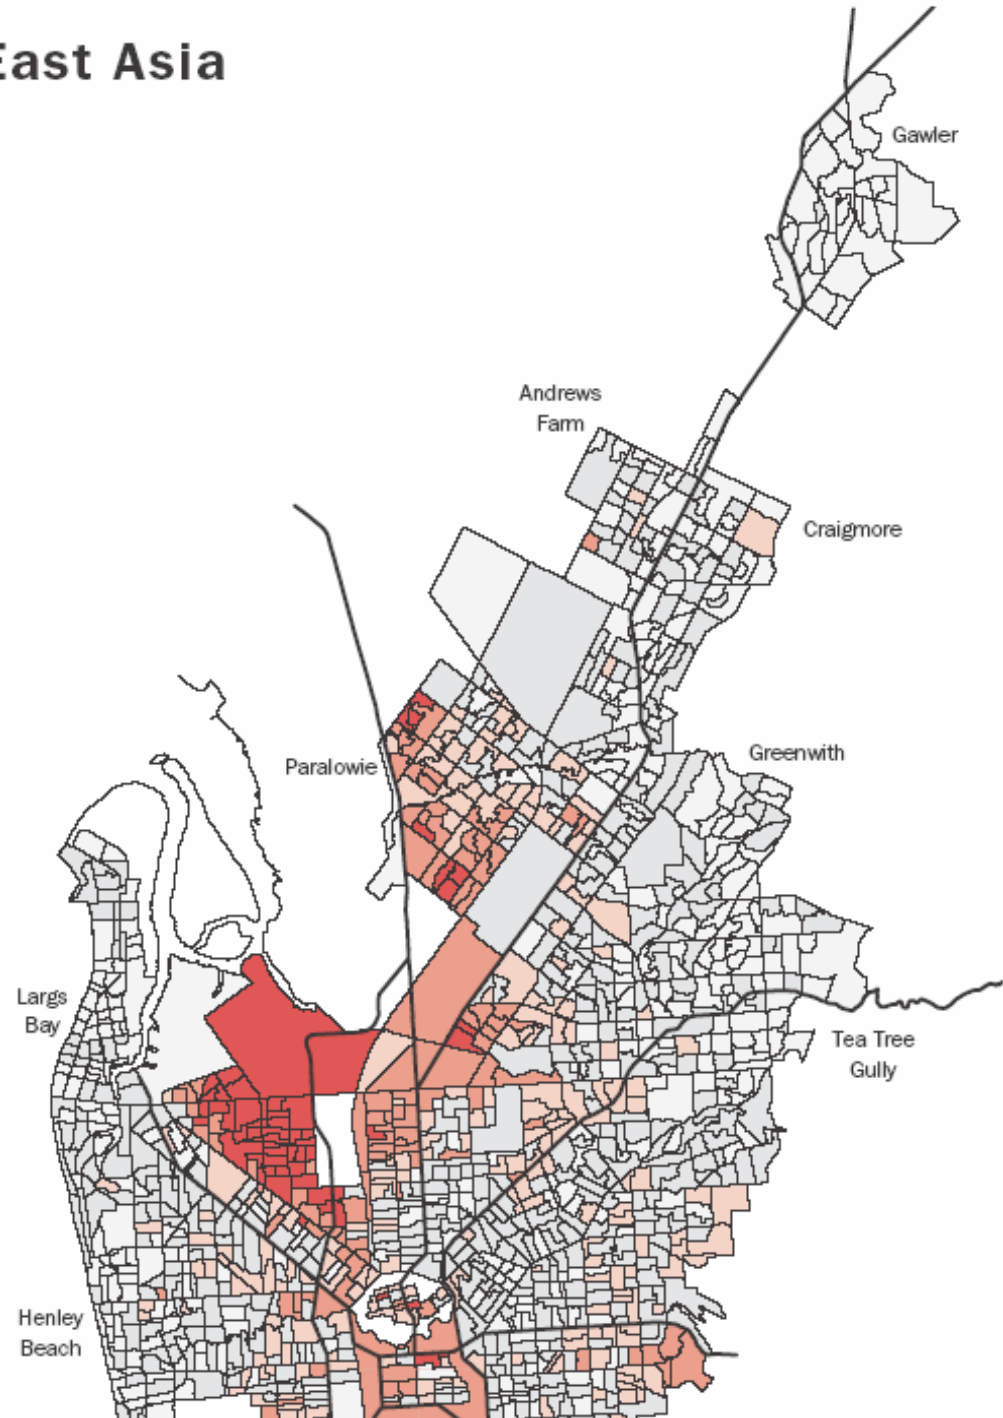 East Asia
Gawler
Andrews
Farm
Craigmore
Paralowie
Greenwith
Largs
Bay
Tea Tree
Gully
Henley
Beach